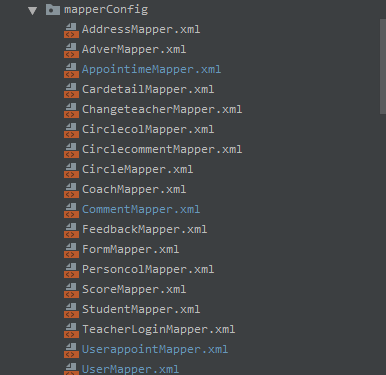 mapperConfig
AddressMapper.xml
AdverMapper.xml
AppointimeMapper.xml
CardetailMapper.xml
ChangeteacherMapper.xml
CirclecolMapper.xml
CirclecommentMapper.xml
CircleMapper.xml
CoachMapper.xml
CommentMapper.xml
FeedbackMapper.xml
FormMapper.xml
PersoncolMapper.xml
ScoreMapper.xml
StudentMapper.xml
TeacherLoginMapper.xml
UserappointMapper.xml
UserMapper.xml